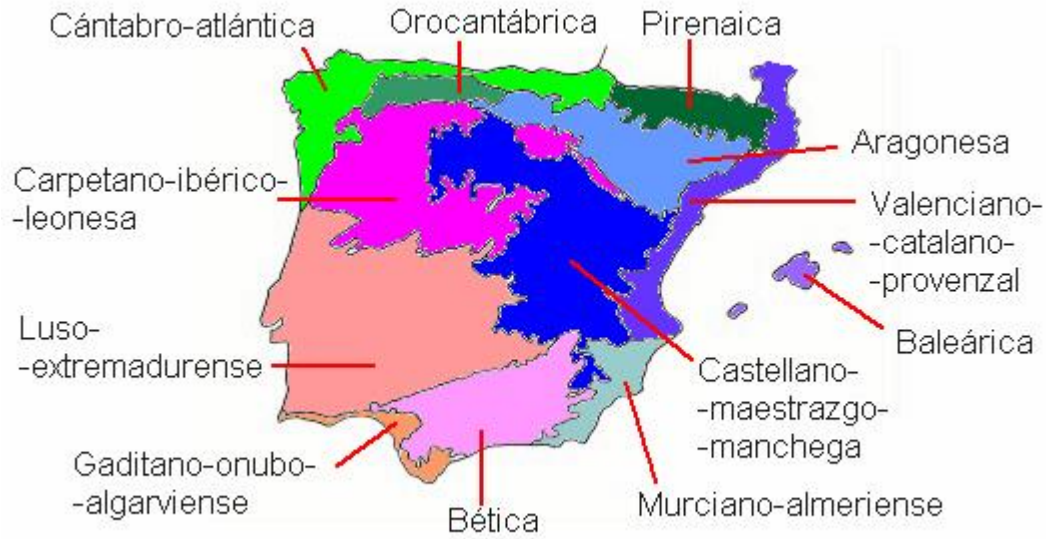 Cántabro-atlántica
Orocantábrica
Pirenaica
Aragonesa
Carpetano-ibérico-
-leonesa
Valenciano-
-catalano-
-provenzal
Luso-
-extremadurense
Baleárica
Castellano-
-maestrazgo-
-manchega
Gaditano-onubo-
-algarviense
Bética
Murciano-almeriense